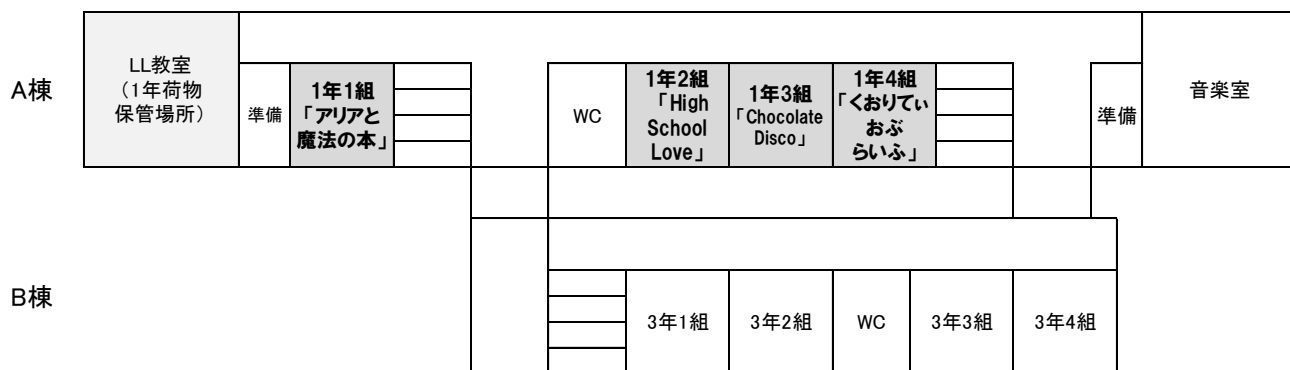 A棟
LL教室
（1年荷物
保管場所）
準備
1年1組
「アリアと
魔法の本」
WC
1年2組
「High
School
Love」
1年3組
「Chocolate
Disco」
1年4組
「くおりてぃ
おぶ
らいふ」
準備
音楽室
B棟
3年1組
3年2組
WC
3年3組
3年4組